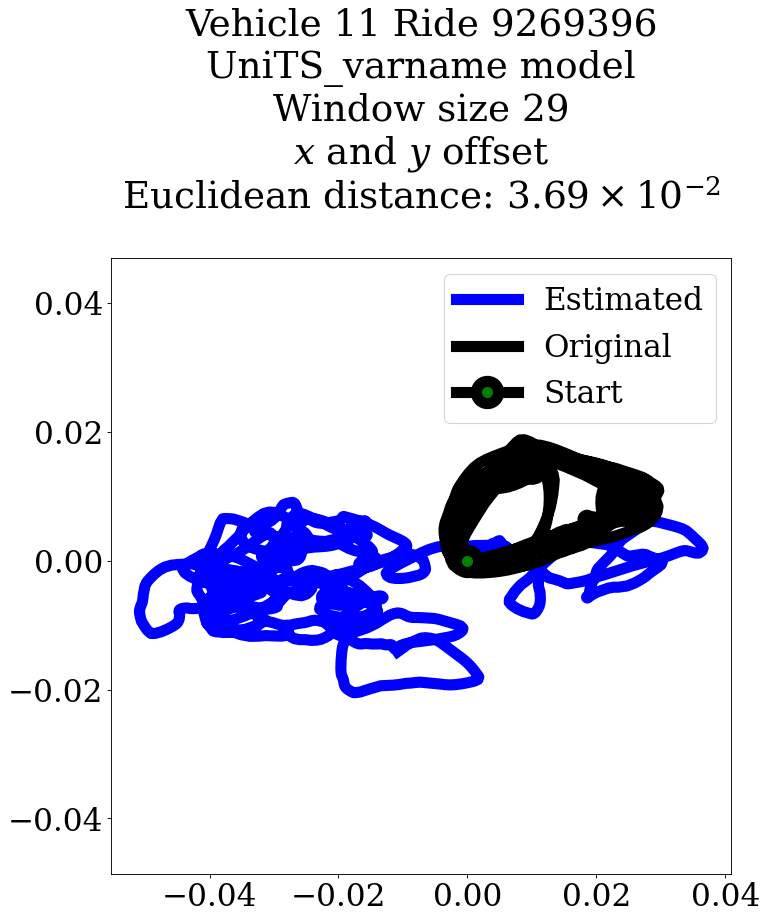 Vehicle 11 Ride 9269396
UniTS_varname model
Window size 29
x and y offset
Euclidean distance: 3.69 × 10⁻²
Estimated
Original
Start
0.04
0.02
0.00
−0.02
−0.04
−0.04 −0.02 0.00 0.02 0.04